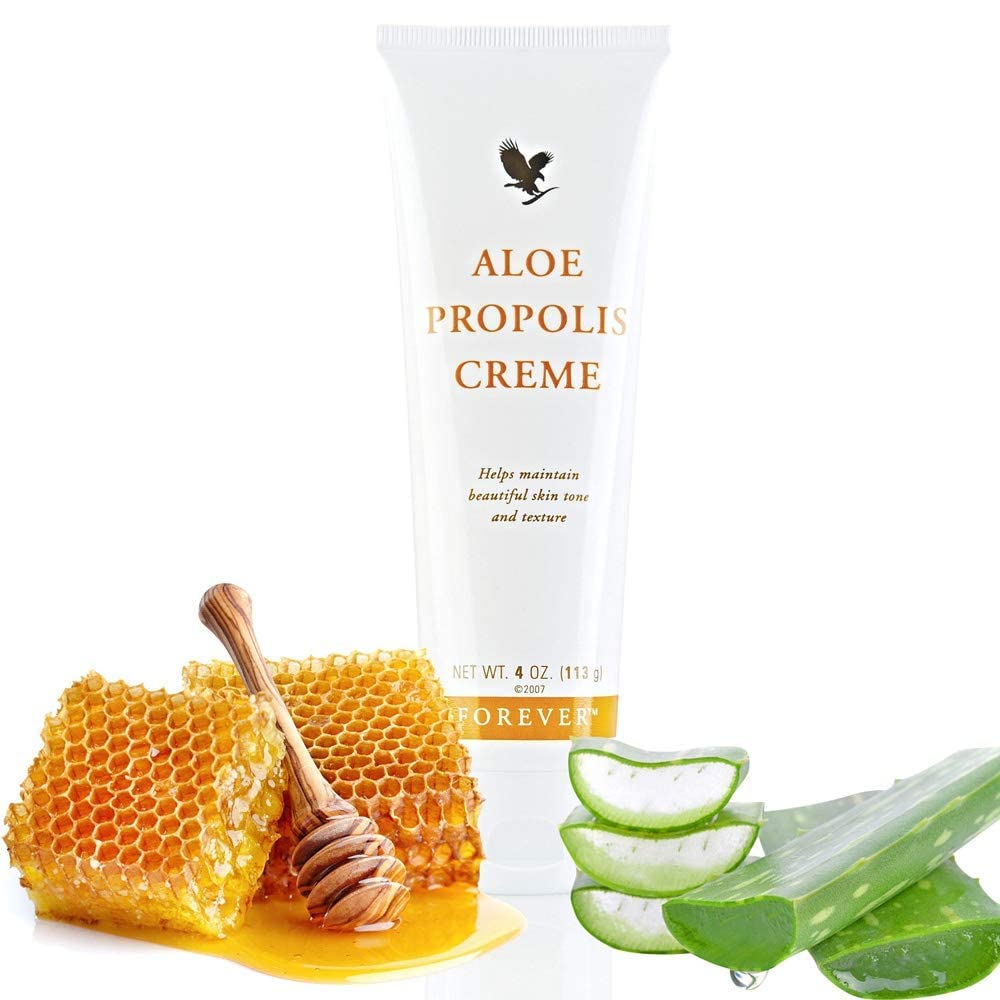 ALOE
PROPOLIS
CREME
Helps maintain
beautiful skin tone
and texture
NET WT. 4 OZ. (113 g)
©2007
FOREVER™